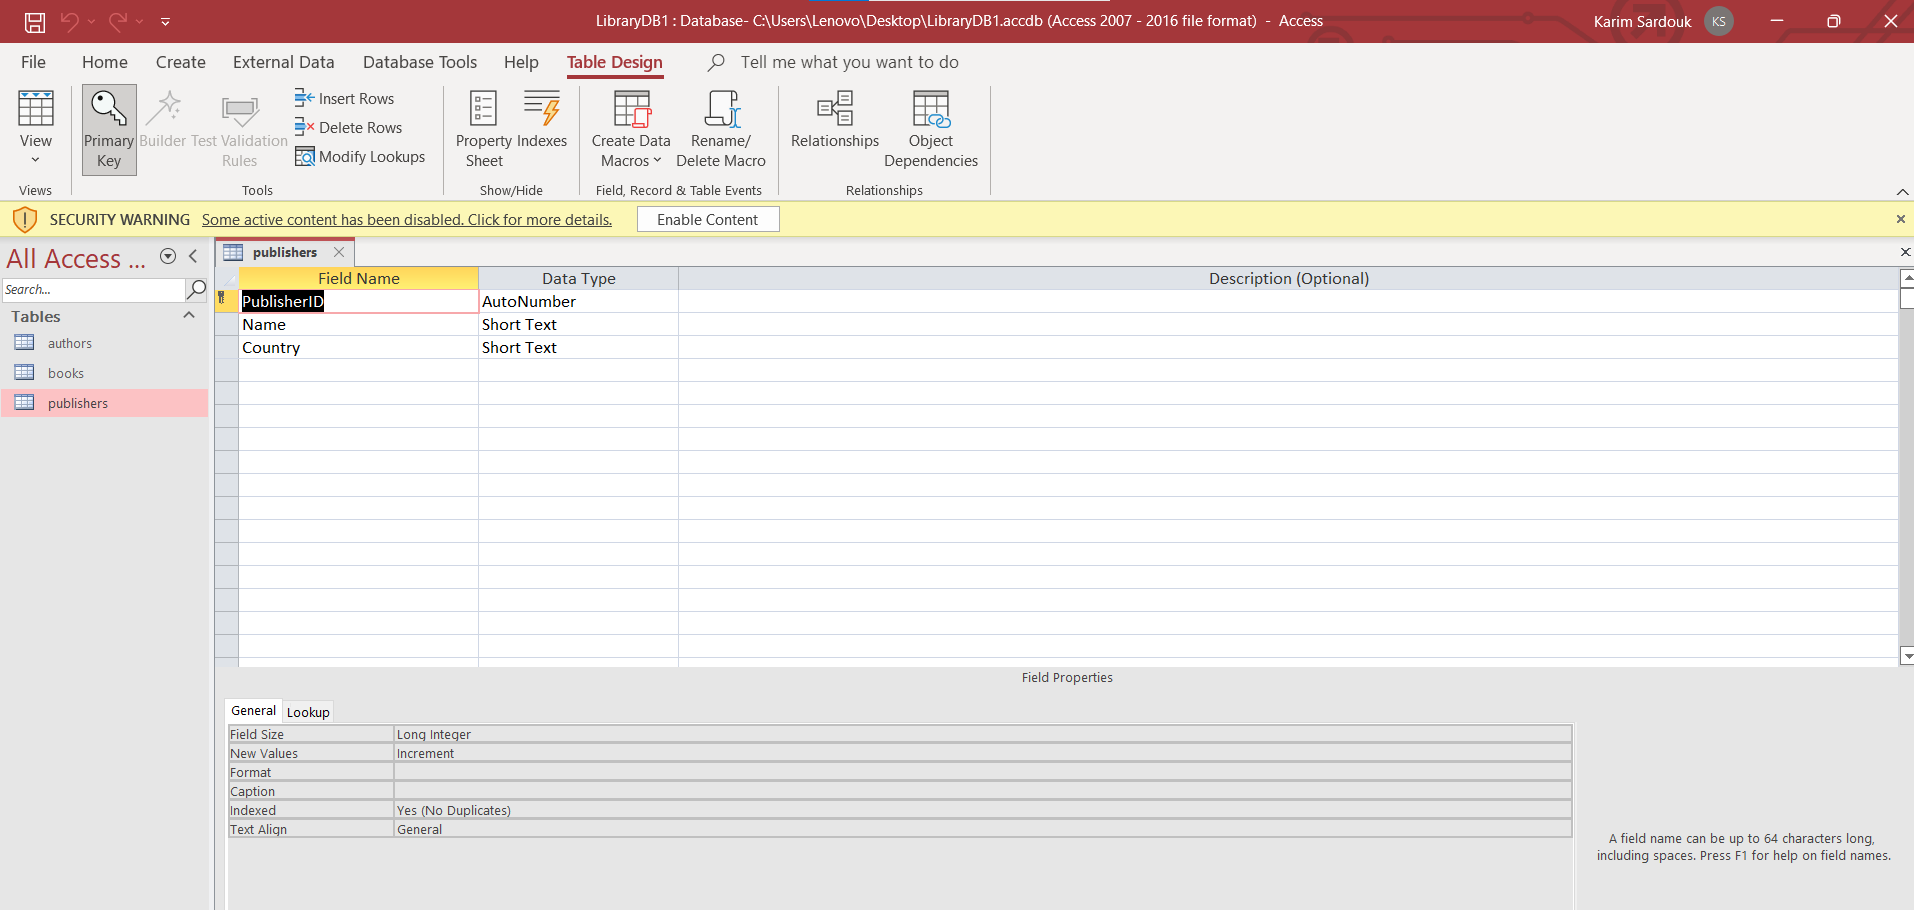 LibraryDB1 : Database- C:\Users\Lenovo\Desktop\LibraryDB1.accdb (Access 2007 - 2016 file format) - Access
Karim Sardouk KS
File Home Create External Data Database Tools Help Table Design Tell me what you want to do
View
Views
Primary Key
Builder
Test Validation Rules
Insert Rows
Delete Rows
Modify Lookups
Tools
Property Sheet
Indexes
Show/Hide
Create Data Macros
Rename/ Delete Macro
Field, Record & Table Events
Relationships
Object Dependencies
Relationships
SECURITY WARNING Some active content has been disabled. Click for more details. Enable Content
All Access ...
Search...
Tables
authors
books
publishers
publishers
Field Name Data Type Description (Optional)
PublisherID AutoNumber
Name Short Text
Country Short Text
Field Properties
General Lookup
Field Size Long Integer
New Values Increment
Format
Caption
Indexed Yes (No Duplicates)
Text Align General
A field name can be up to 64 characters long,
including spaces. Press F1 for help on field names.